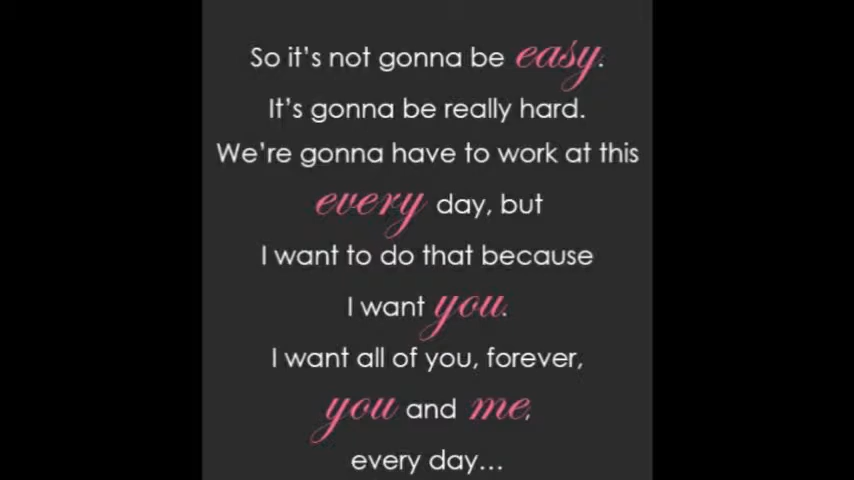 So it's not gonna be easy.
It's gonna be really hard.
We're gonna have to work at this
every day, but
I want to do that because
I want you.
I want all of you, forever,
you and me,
every day...